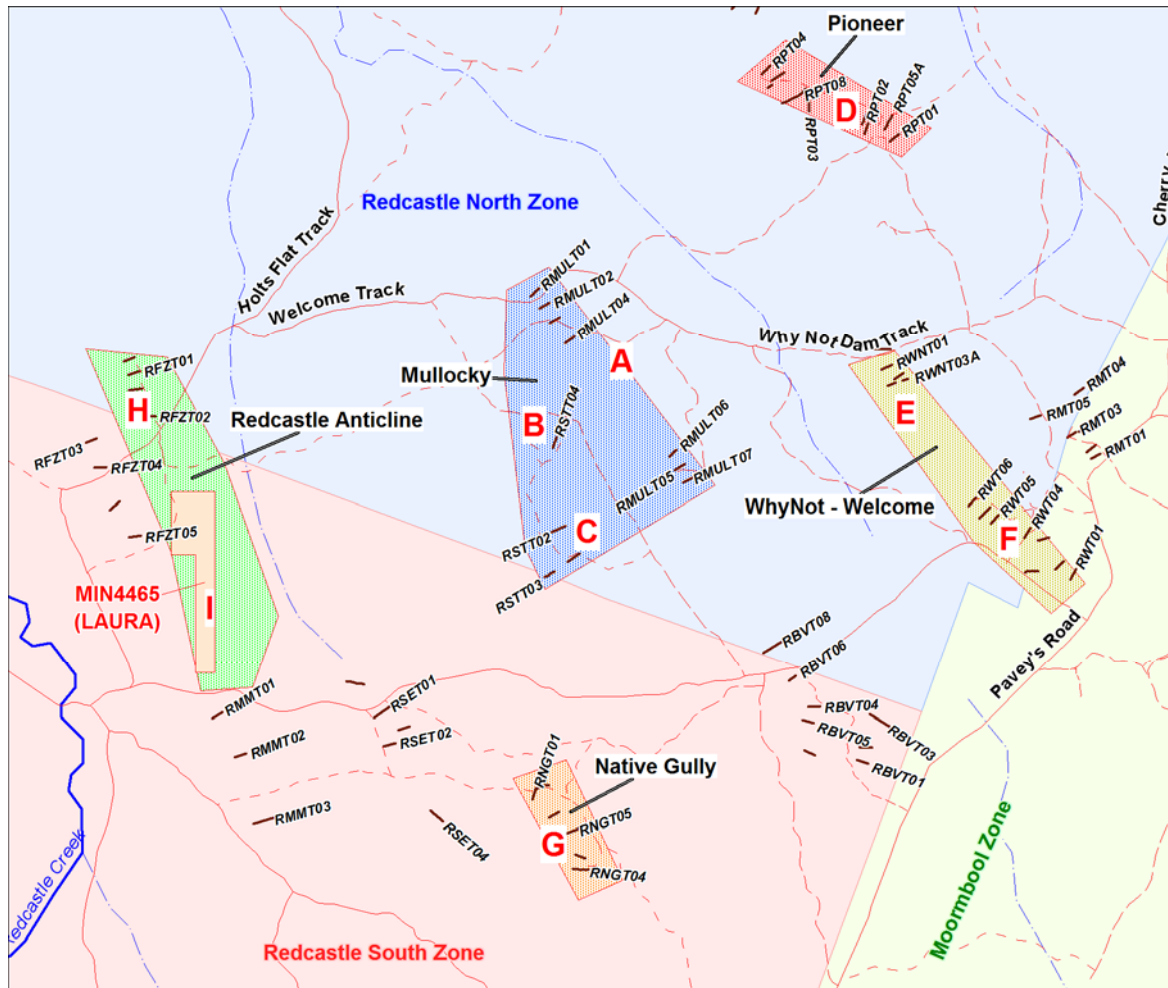 Pioneer
RPT04
RPT08
RPT03
D
RPT02
RPT05A
RPT01
Redcastle North Zone
Holts Flat Track
Welcome Track
RMULT01
RMULT02
RMULT04
A
Mullocky
B
RSTT04
RMULT06
RMULT05
RMULT07
RSTT02
C
RSTT03
Why Not Dam Track
RWNT01
RWNT03A
E
RMT04
RMT05
RMT03
RMT01
WhyNot - Welcome
RWT06
RWT05
RWT04
F
RWT01
Cherry
RFZT01
H
RFZT02
Redcastle Anticline
RFZT03
RFZT04
RFZT05
MIN4465
(LAURA)
I
RMMT01
RMMT02
RMMT03
RSET01
RSET02
RSET04
RBVT08
RBVT06
RBVT04
RBVT05
RBVT03
RBVT01
Pavey's Road
Native Gully
RNGT01
RNGT05
G
RNGT04
Redcastle Creek
Redcastle South Zone
Moormbool Zone